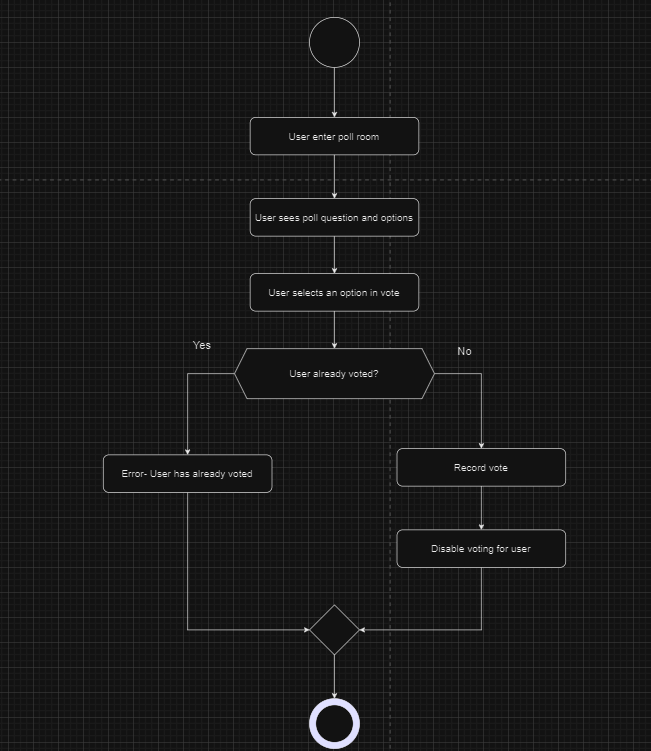 User enter poll room
User sees poll question and options
User selects an option in vote
Yes
No
User already voted?
Error- User has already voted
Record vote
Disable voting for user